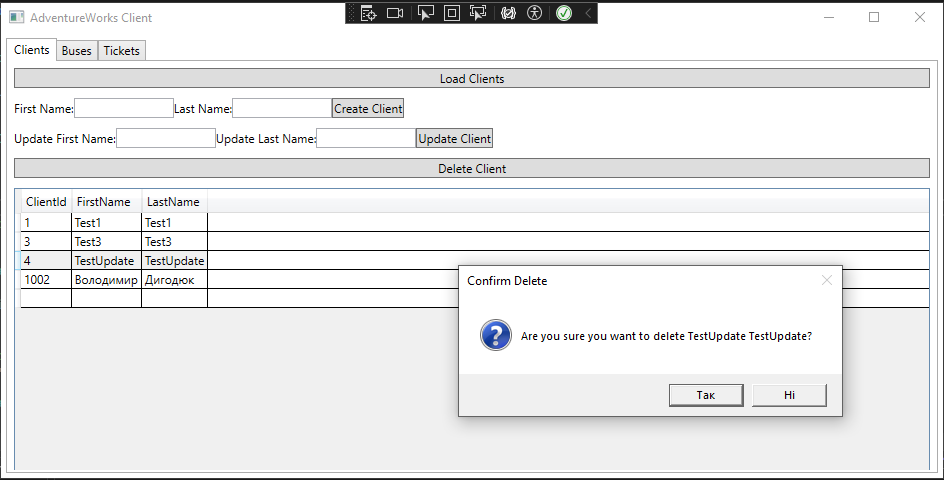 AdventureWorks Client
Clients Buses Tickets
Load Clients
First Name: Last Name: Create Client
Update First Name: Update Last Name: Update Client
Delete Client
ClientId FirstName LastName
1 Test1 Test1
3 Test3 Test3
4 TestUpdate TestUpdate
1002 Володимир Дигодюк
Confirm Delete
Are you sure you want to delete TestUpdate TestUpdate?
Так Ні